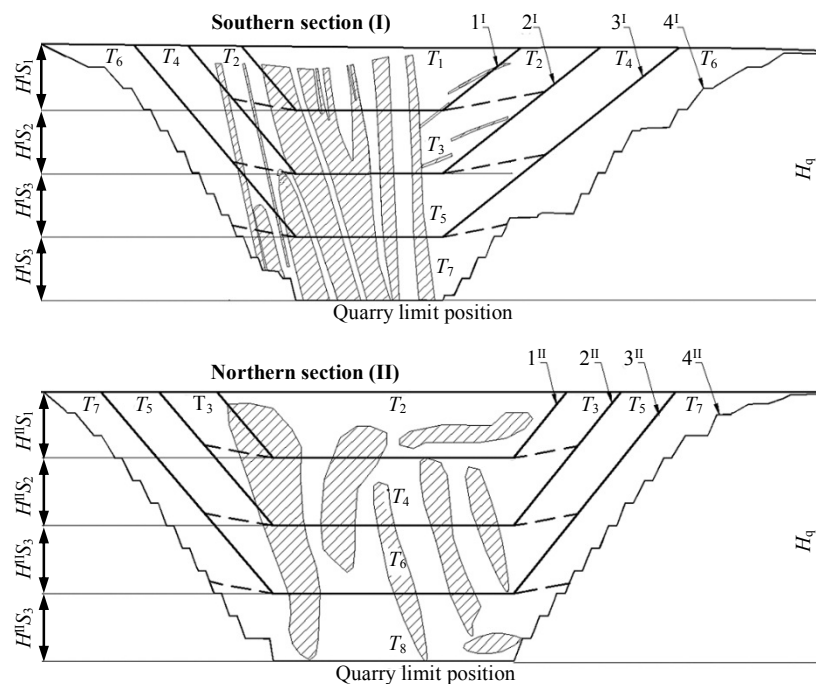 Southern section (I)
1ᴵ 2ᴵ 3ᴵ 4ᴵ
T₆ T₄ T₂ T₁ T₂ T₄ T₆
HᴵS₁
HᴵS₂
T₃
HᴵS₃
T₅
HᴵS₃
T₇
H_q
Quarry limit position
Northern section (II)
1ᴵᴵ 2ᴵᴵ 3ᴵᴵ 4ᴵᴵ
T₇ T₅ T₃ T₂ T₃ T₅ T₇
HᴵᴵS₁
HᴵᴵS₂
T₄
HᴵᴵS₃
T₆
HᴵᴵS₃
T₈
H_q
Quarry limit position